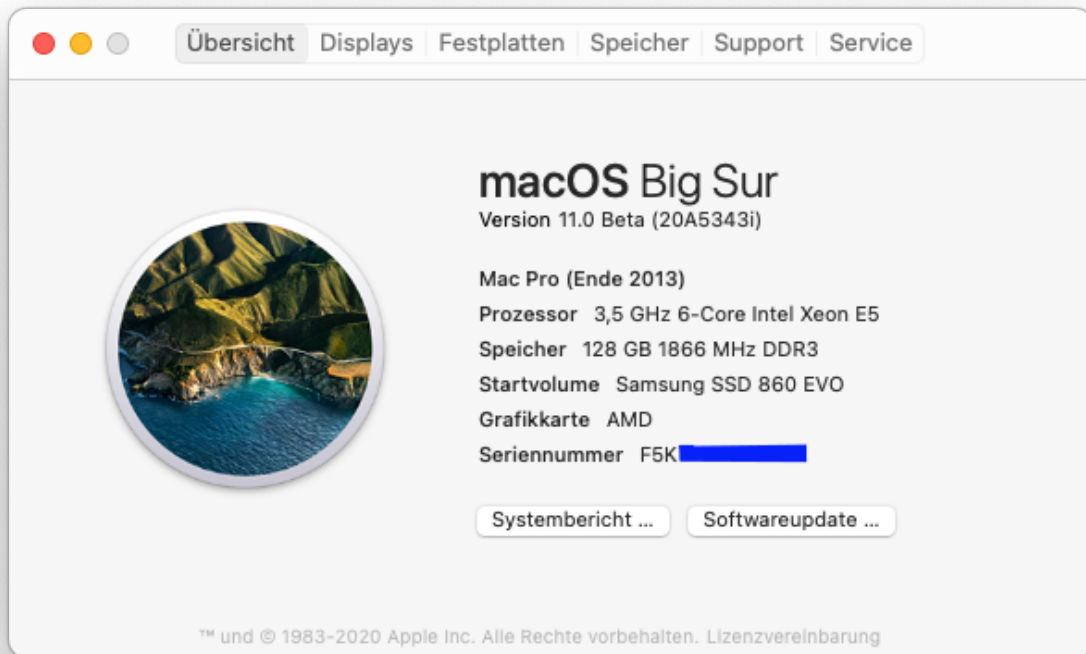 Übersicht Displays Festplatten Speicher Support Service
macOS Big Sur
Version 11.0 Beta (20A5343i)
Mac Pro (Ende 2013)
Prozessor 3,5 GHz 6-Core Intel Xeon E5
Speicher 128 GB 1866 MHz DDR3
Startvolume Samsung SSD 860 EVO
Grafikkarte AMD
Seriennummer F5K
Systembericht ... Softwareupdate ...
™ und © 1983-2020 Apple Inc. Alle Rechte vorbehalten. Lizenzvereinbarung